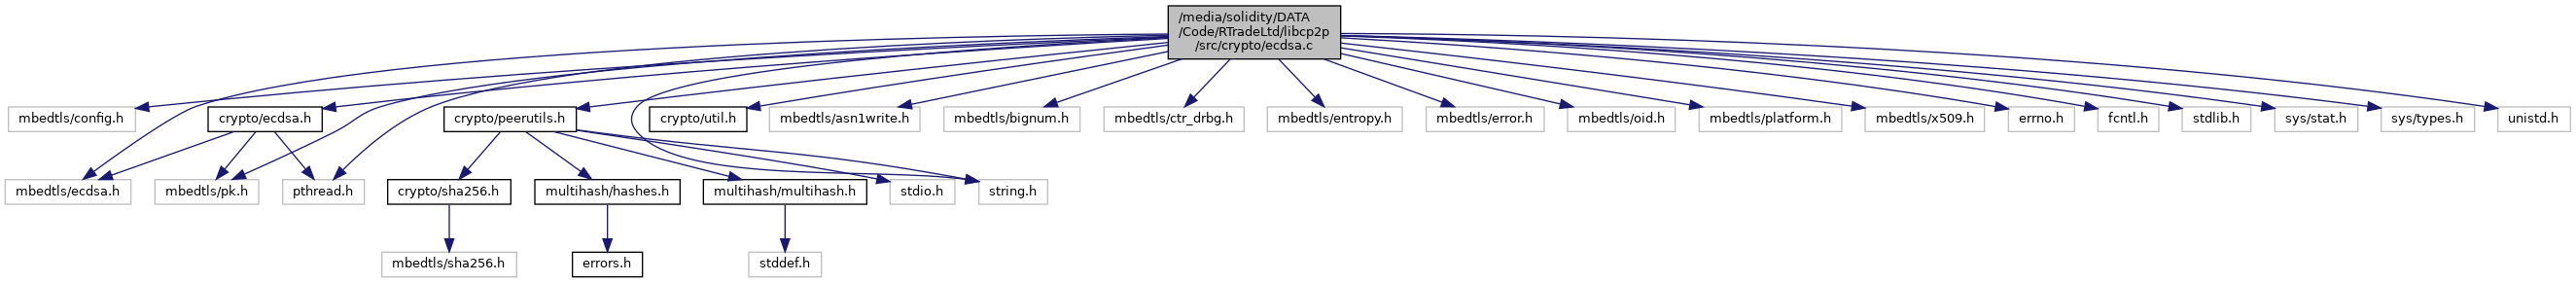 /media/solidity/DATA
/Code/RTradeLtd/libcp2p
/src/crypto/ecdsa.c
mbedtls/config.h
crypto/ecdsa.h
crypto/peerutils.h
crypto/util.h
mbedtls/asn1write.h
mbedtls/bignum.h
mbedtls/ctr_drbg.h
mbedtls/entropy.h
mbedtls/error.h
mbedtls/oid.h
mbedtls/platform.h
mbedtls/x509.h
errno.h
fcntl.h
stdlib.h
sys/stat.h
sys/types.h
unistd.h
mbedtls/ecdsa.h
mbedtls/pk.h
pthread.h
crypto/sha256.h
multihash/hashes.h
multihash/multihash.h
stdio.h
string.h
mbedtls/sha256.h
errors.h
stddef.h